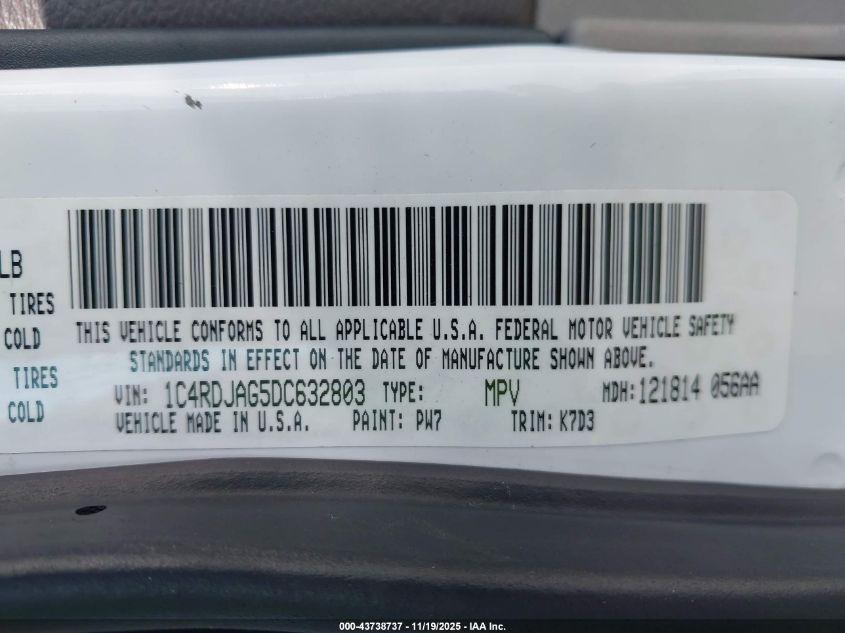 LB
TIRES
COLD
TIRES
COLD
THIS VEHICLE CONFORMS TO ALL APPLICABLE U.S.A. FEDERAL MOTOR VEHICLE SAFETY
STANDARDS IN EFFECT ON THE DATE OF MANUFACTURE SHOWN ABOVE.
VIN: 1C4RDJAG5DC632803 TYPE: MPV MDH: 121814 056AA
VEHICLE MADE IN U.S.A. PAINT: PW7 TRIM: K7D3
000-43738737 - 11/19/2025 - IAA Inc.